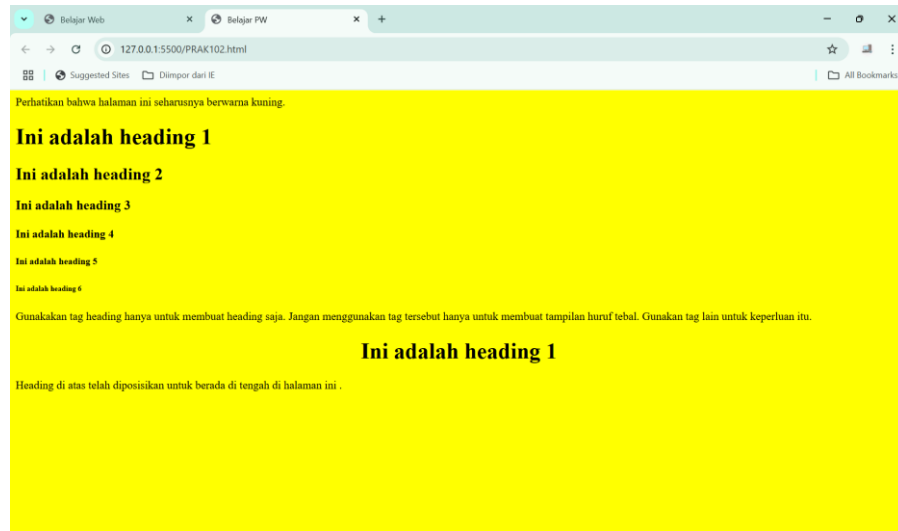 Belajar Web
Belajar PW
127.0.0.1:5500/PRAK102.html
Suggested Sites Diimpor dari IE All Bookmarks
Perhatikan bahwa halaman ini seharusnya berwarna kuning.
Ini adalah heading 1
Ini adalah heading 2
Ini adalah heading 3
Ini adalah heading 4
Ini adalah heading 5
Ini adalah heading 6
Gunakakan tag heading hanya untuk membuat heading saja. Jangan menggunakan tag tersebut hanya untuk membuat tampilan huruf tebal. Gunakan tag lain untuk keperluan itu.
Ini adalah heading 1
Heading di atas telah diposisikan untuk berada di tengah di halaman ini .